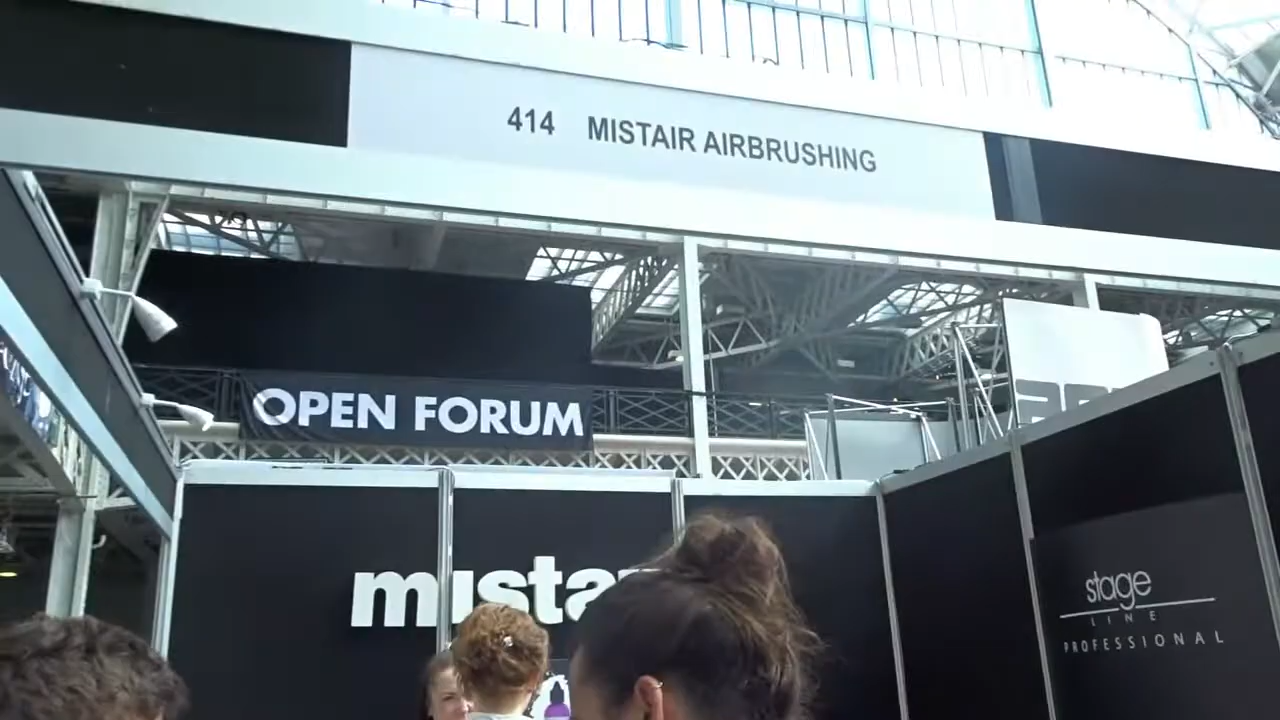 414 MISTAIR AIRBRUSHING
OPEN FORUM
stage
LINE
PROFESSIONAL